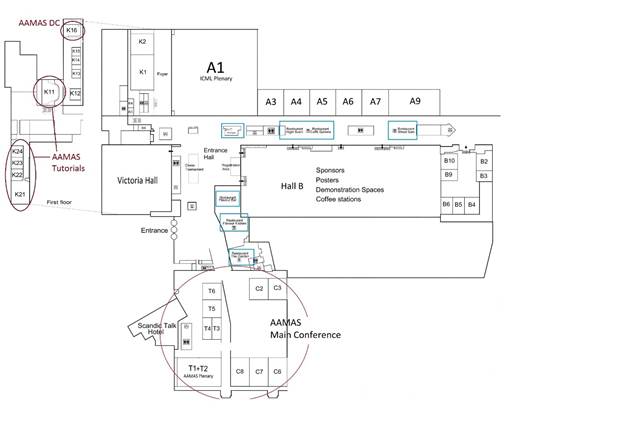 AAMAS DC
K16
K15
K14
K13
K12
K11
AAMAS
Tutorials
K24
K23
K22
K21
First floor
K2
K1
Foyer
A1
ICML Plenary
A3
A4
A5
A6
A7
A9
Entrance
Hall
Victoria Hall
Entrance
Hall B
Sponsors
Posters
Demonstration Spaces
Coffee stations
B10
B9
B2
B3
B6
B5
B4
T6
T5
T4
T3
C2
C3
AAMAS
Main Conference
Scandic Talk
Hotel
T1+T2
AAMAS Plenary
C8
C7
C6